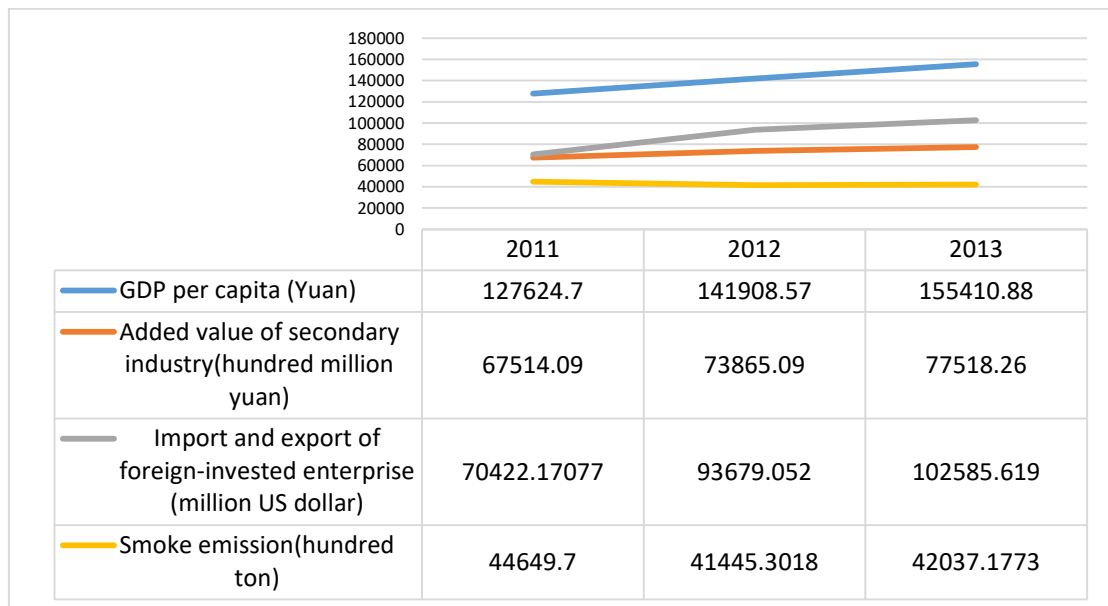 180000
160000
140000
120000
100000
80000
60000
40000
20000
0
2011 2012 2013
GDP per capita (Yuan) 127624.7 141908.57 155410.88
Added value of secondary
industry(hundred million
yuan)
67514.09 73865.09 77518.26
Import and export of
foreign-invested enterprise
(million US dollar)
70422.17077 93679.052 102585.619
Smoke emission(hundred
ton)
44649.7 41445.3018 42037.1773